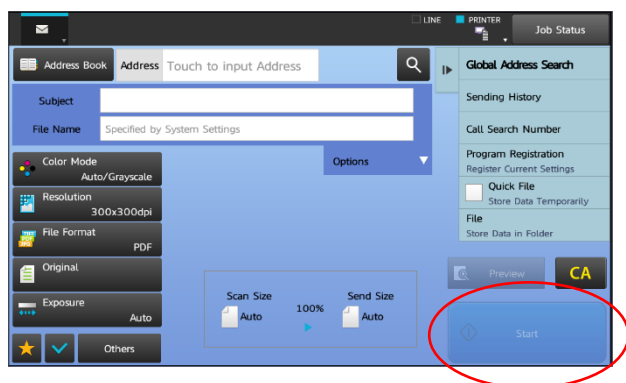 LINE
PRINTER
Job Status
Address Book
Address
Touch to input Address
Global Address Search
Subject
Sending History
File Name
Specified by System Settings
Call Search Number
Color Mode
Auto/Grayscale
Options
Program Registration
Register Current Settings
Resolution
300x300dpi
Quick File
Store Data Temporarily
File Format
PDF
File
Store Data in Folder
Original
Preview
CA
Exposure
Auto
Scan Size
Auto
100%
Send Size
Auto
Start
Others